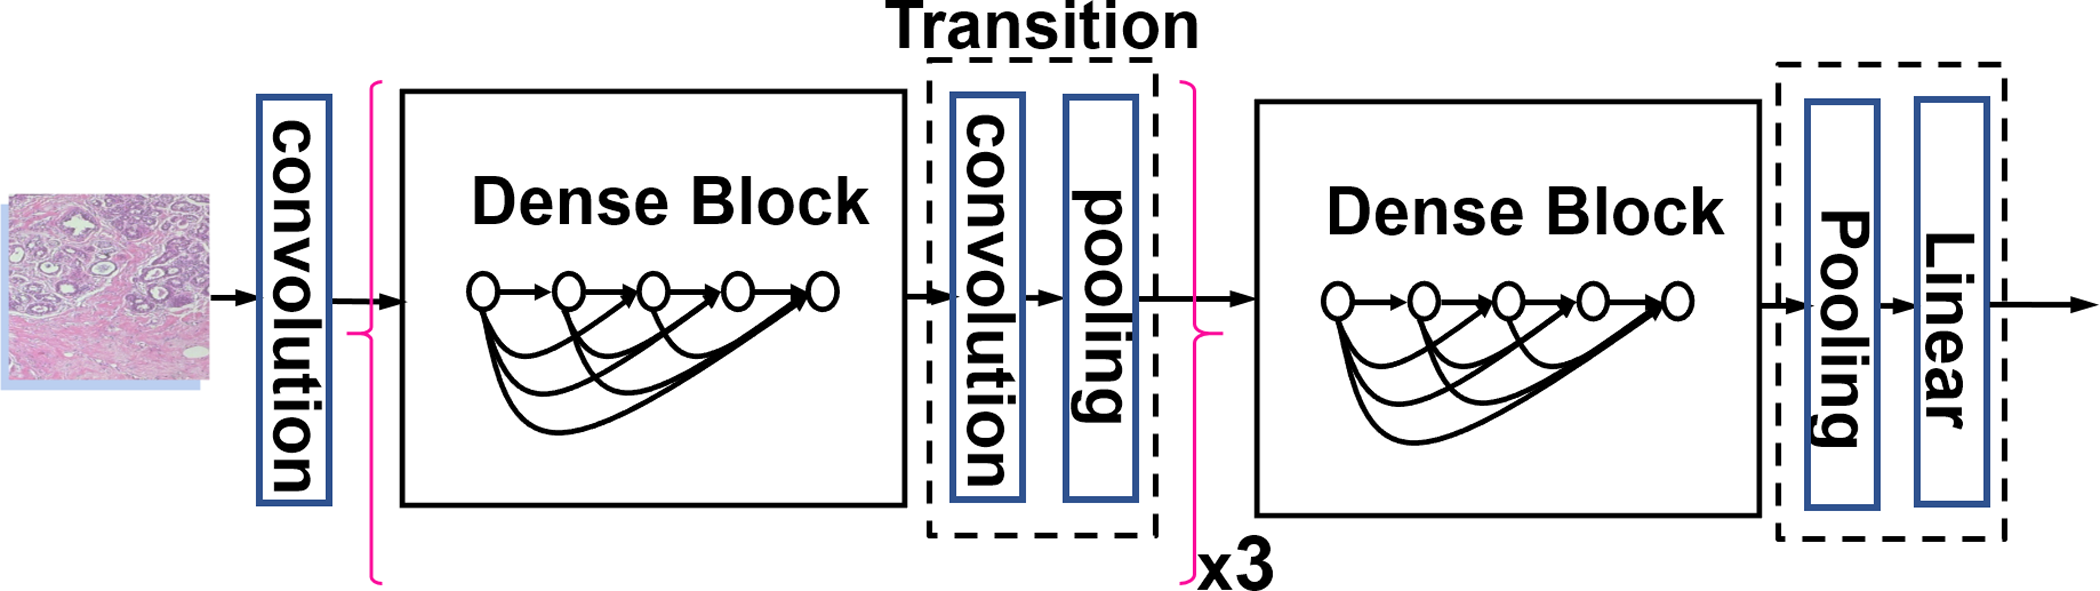 Transition
convolution
Dense Block
convolution
pooling
x3
Dense Block
Pooling
Linear